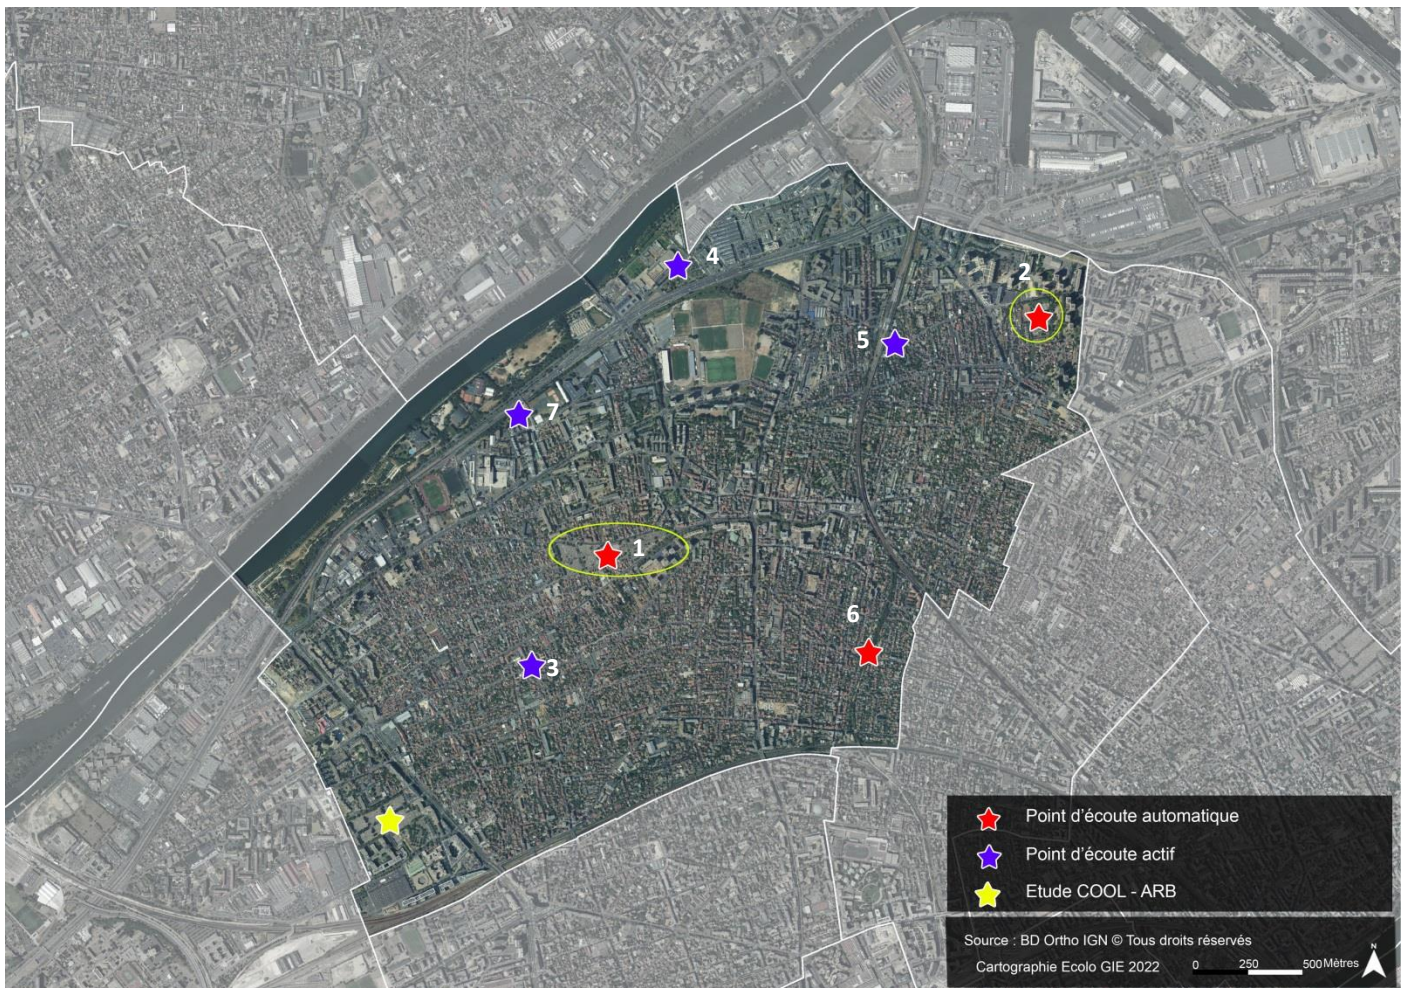 4
2
5
7
1
6
3
Point d'écoute automatique
Point d'écoute actif
Etude COOL - ARB
Source : BD Ortho IGN © Tous droits réservés
Cartographie Ecolo GIE 2022
0 250 500 Mètres
N